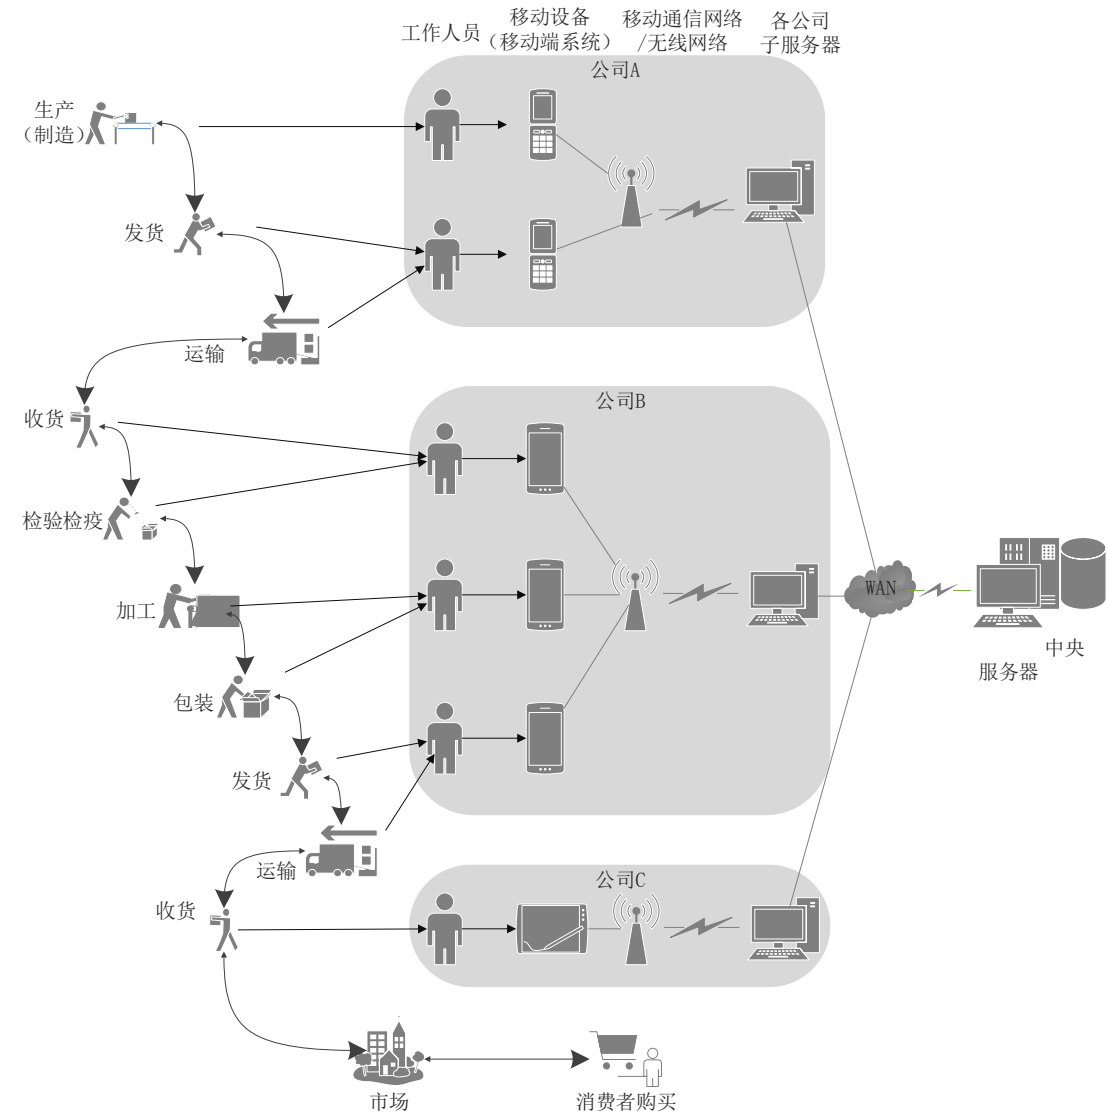 工作人员
移动设备
（移动端系统）
移动通信网络
/无线网络
各公司
子服务器
公司A
生产
（制造）
发货
运输
公司B
收货
检验检疫
加工
包装
发货
运输
WAN
中央
服务器
公司C
收货
市场
消费者购买